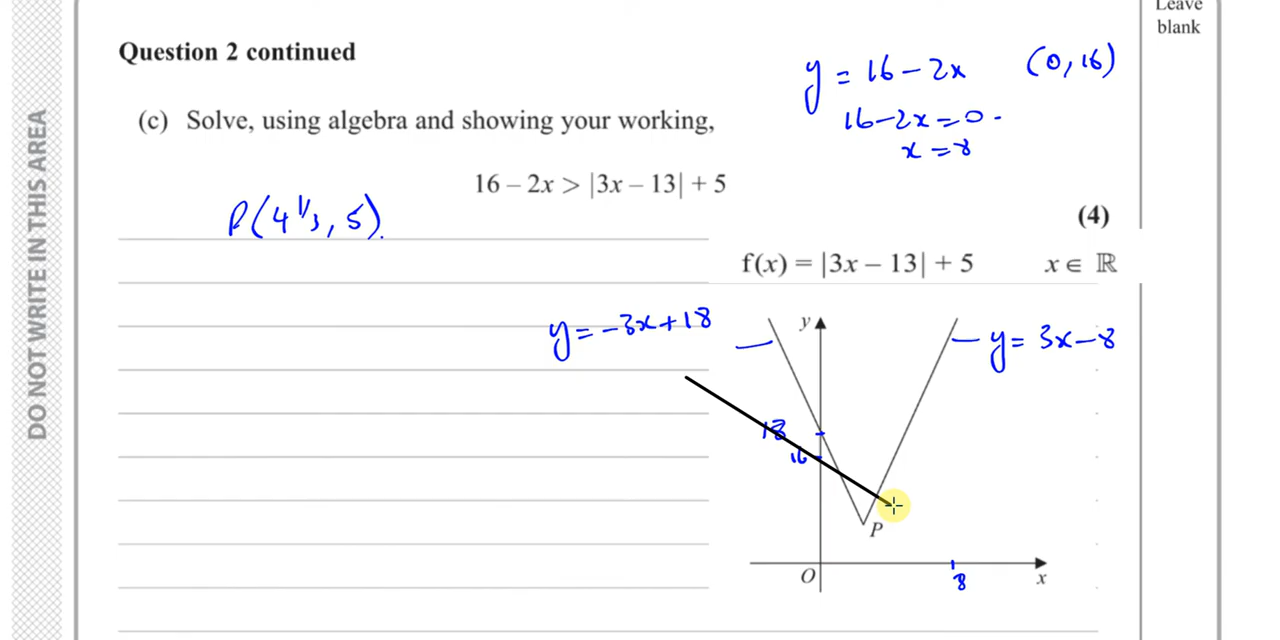 Leave
blank
Question 2 continued
y = 16 - 2x (0, 16)
16 - 2x = 0.
x = 8
(c) Solve, using algebra and showing your working,
16 – 2x > |3x – 13| + 5
P(4 1/3, 5).
(4)
f(x) = |3x – 13| + 5 x ∈ ℝ
y = -3x + 18
y
y = 3x - 8
18
16
P
O
8
x
DO NOT WRITE IN THIS AREA